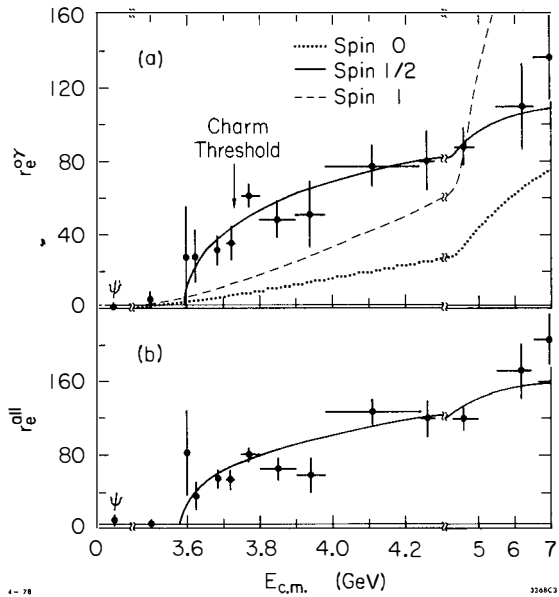 160
(a)
Spin 0
Spin 1/2
Spin 1
120
Charm
Threshold
r_e^oγ
80
40
ψ
0
(b)
160
r_e^all
80
ψ
0
0 3.6 3.8 4.0 4.2 5 6 7
E_c.m. (GeV)
4-78
3368C3